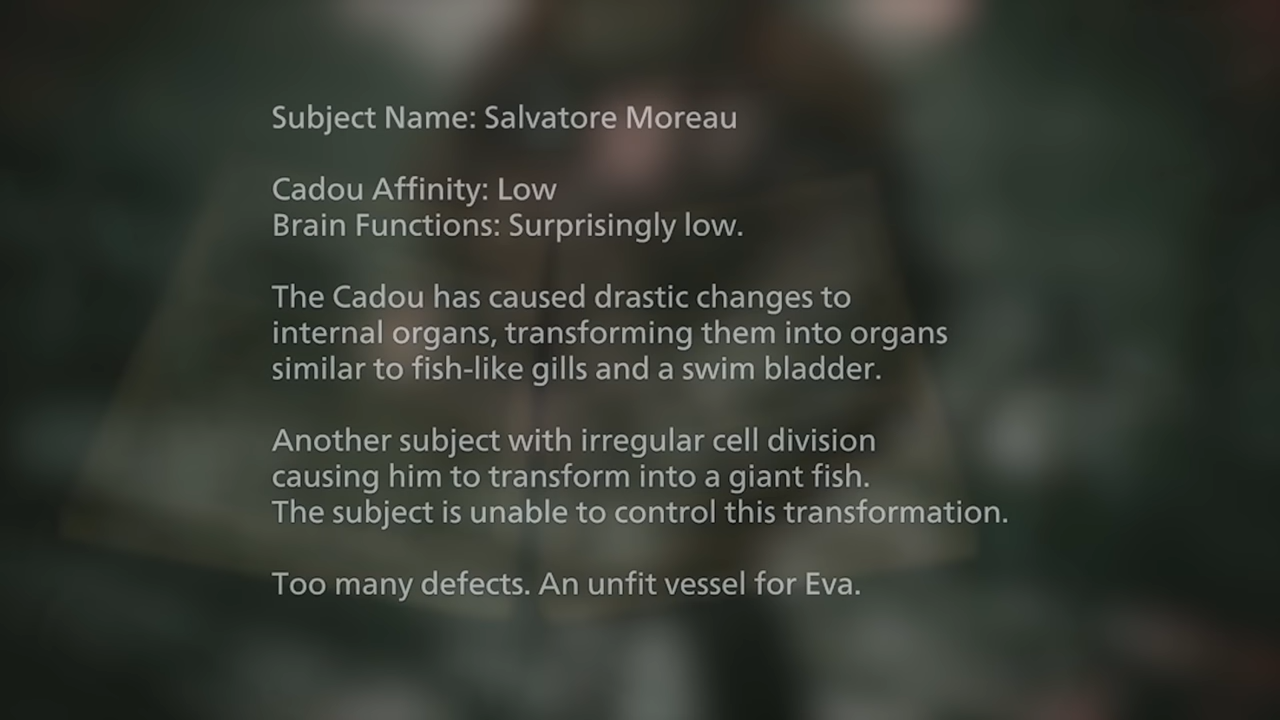 Subject Name: Salvatore Moreau
Cadou Affinity: Low
Brain Functions: Surprisingly low.
The Cadou has caused drastic changes to
internal organs, transforming them into organs
similar to fish-like gills and a swim bladder.
Another subject with irregular cell division
causing him to transform into a giant fish.
The subject is unable to control this transformation.
Too many defects. An unfit vessel for Eva.